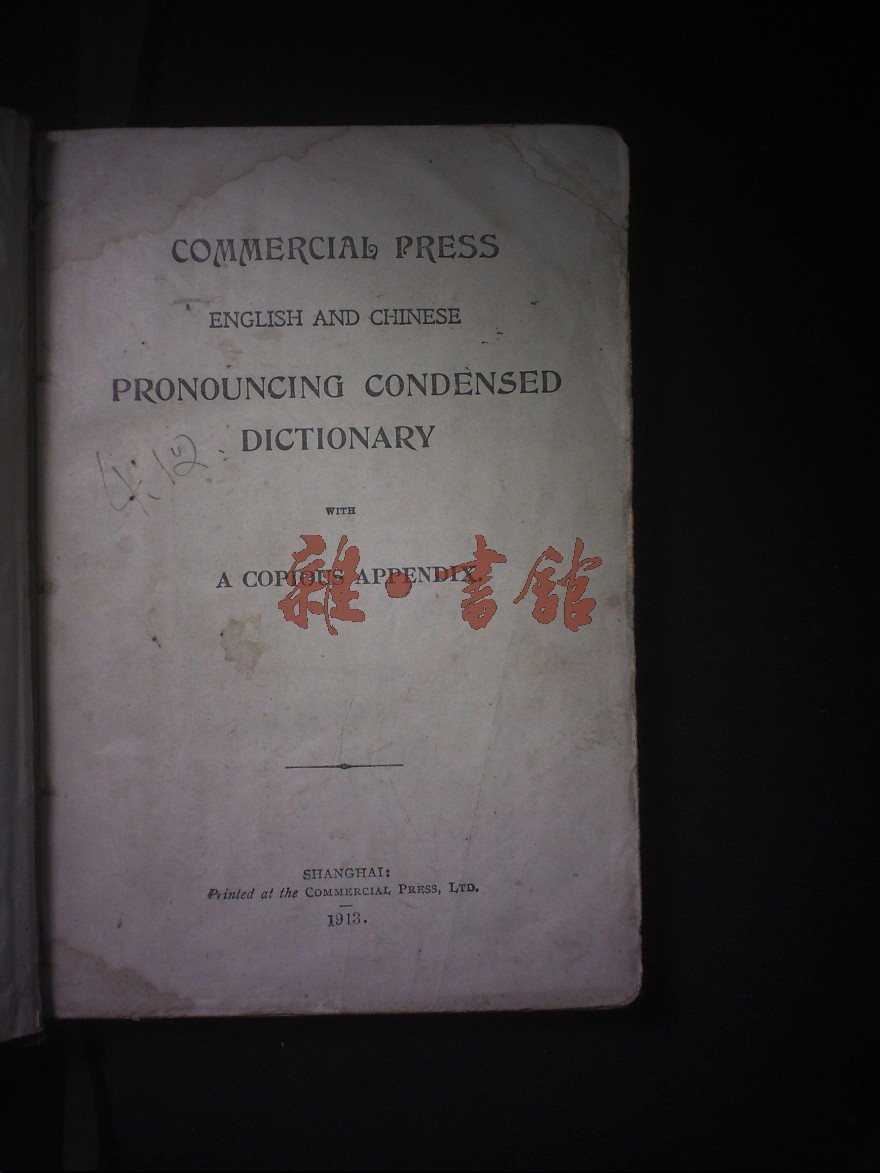 COMMERCIAL PRESS
ENGLISH AND CHINESE
PRONOUNCING CONDENSED
DICTIONARY
WITH
A COPIOUS APPENDIX.
雜·書館
SHANGHAI:
Printed at the COMMERCIAL PRESS, LTD.
1913.